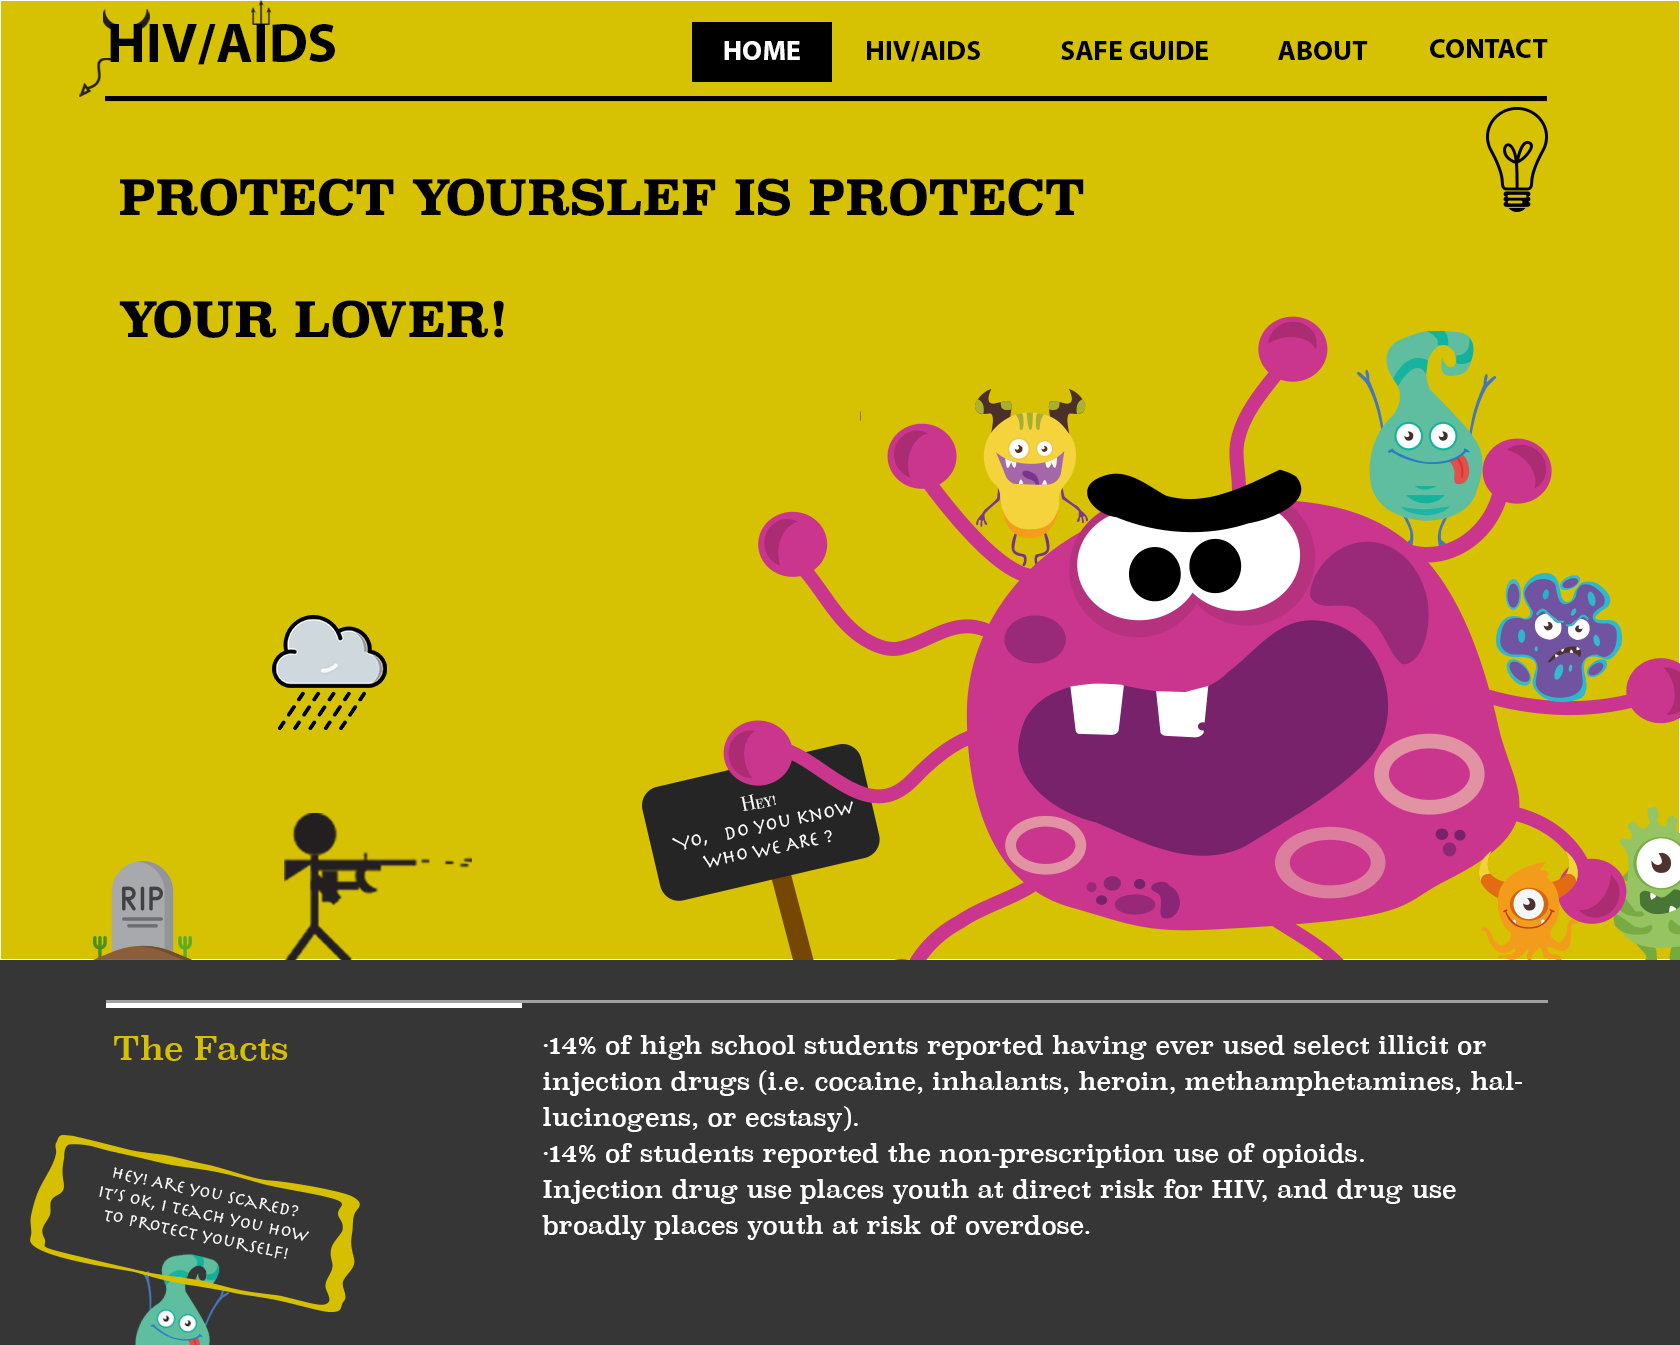 HIV/AIDS
HOME HIV/AIDS SAFE GUIDE ABOUT CONTACT
PROTECT YOURSLEF IS PROTECT
YOUR LOVER!
HEY!
YO, DO YOU KNOW
WHO WE ARE ?
RIP
The Facts
·14% of high school students reported having ever used select illicit or
injection drugs (i.e. cocaine, inhalants, heroin, methamphetamines, hal-
lucinogens, or ecstasy).
·14% of students reported the non-prescription use of opioids.
Injection drug use places youth at direct risk for HIV, and drug use
broadly places youth at risk of overdose.
HEY! ARE YOU SCARED?
IT'S OK, I TEACH YOU HOW
TO PROTECT YOURSELF!